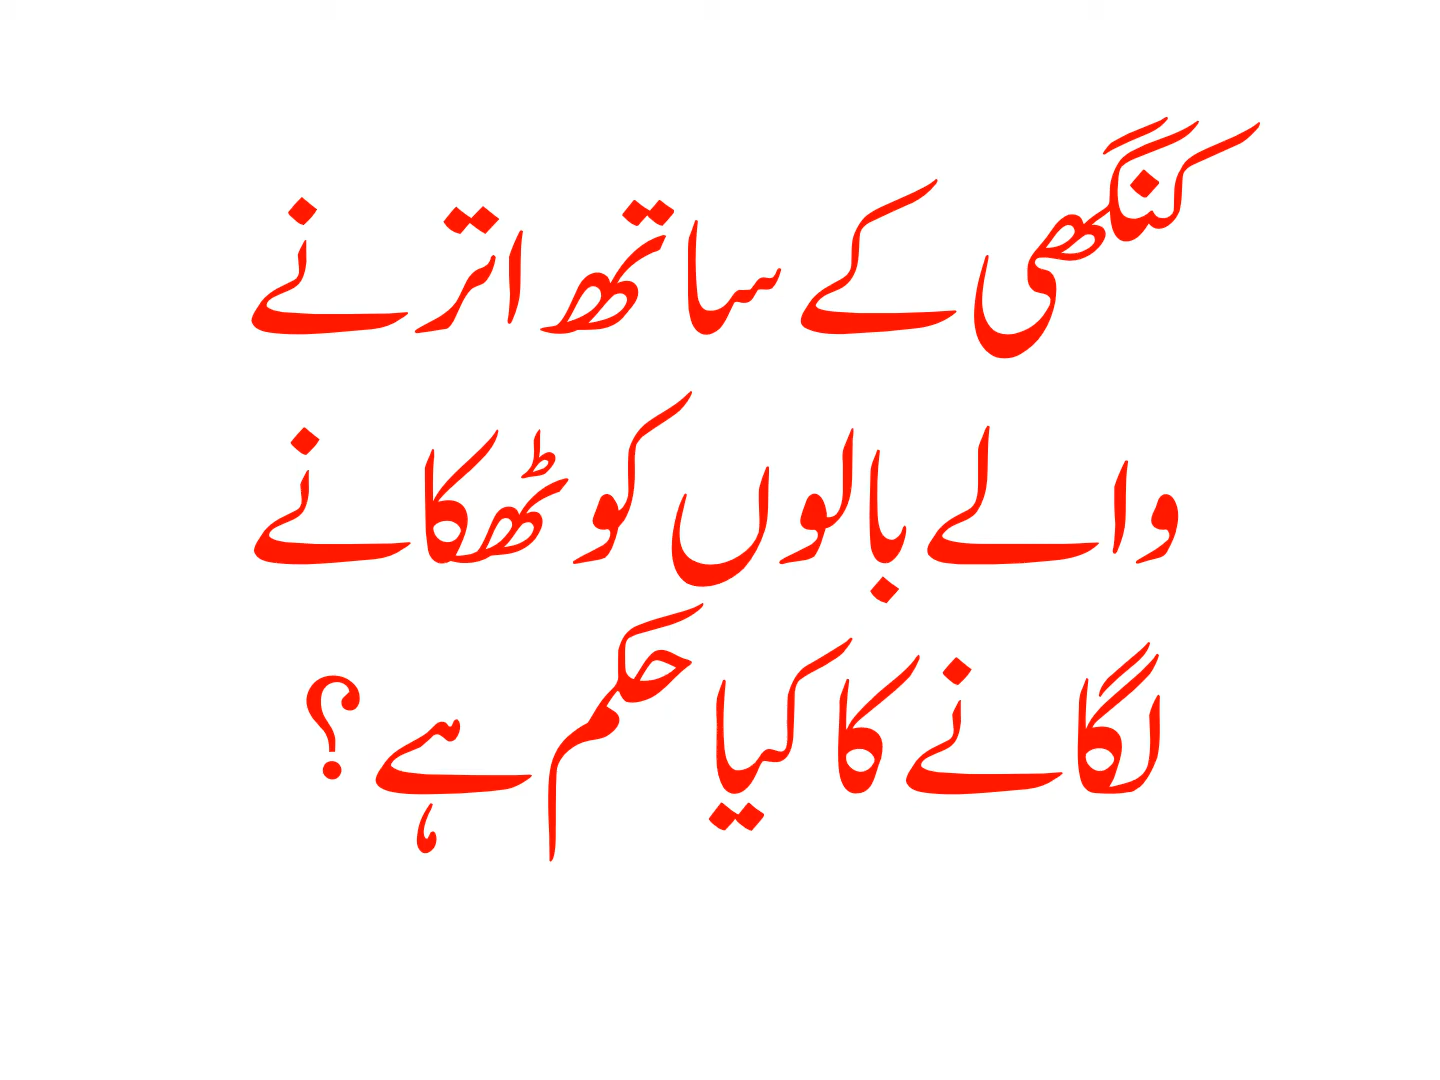 کنگھی کے ساتھ اترنے
والے بالوں کو ٹھکانے
لگانے کا کیا حکم ہے؟